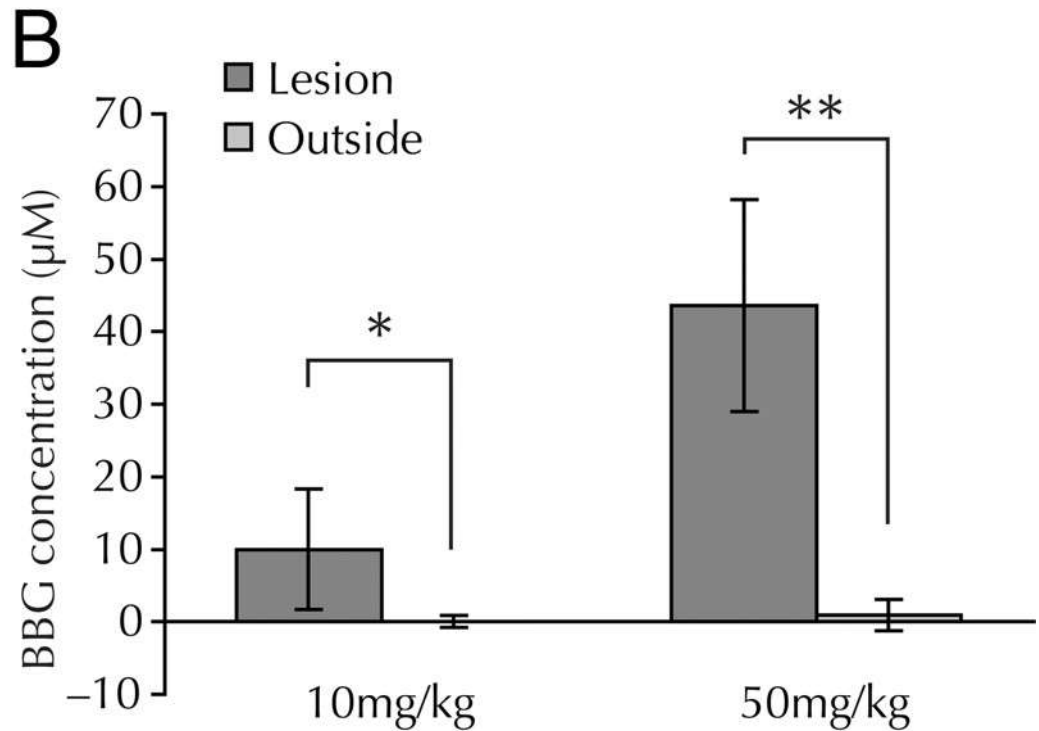 B
Lesion
Outside
**
*
BBG concentration (μM)
70
60
50
40
30
20
10
0
−10
10mg/kg
50mg/kg